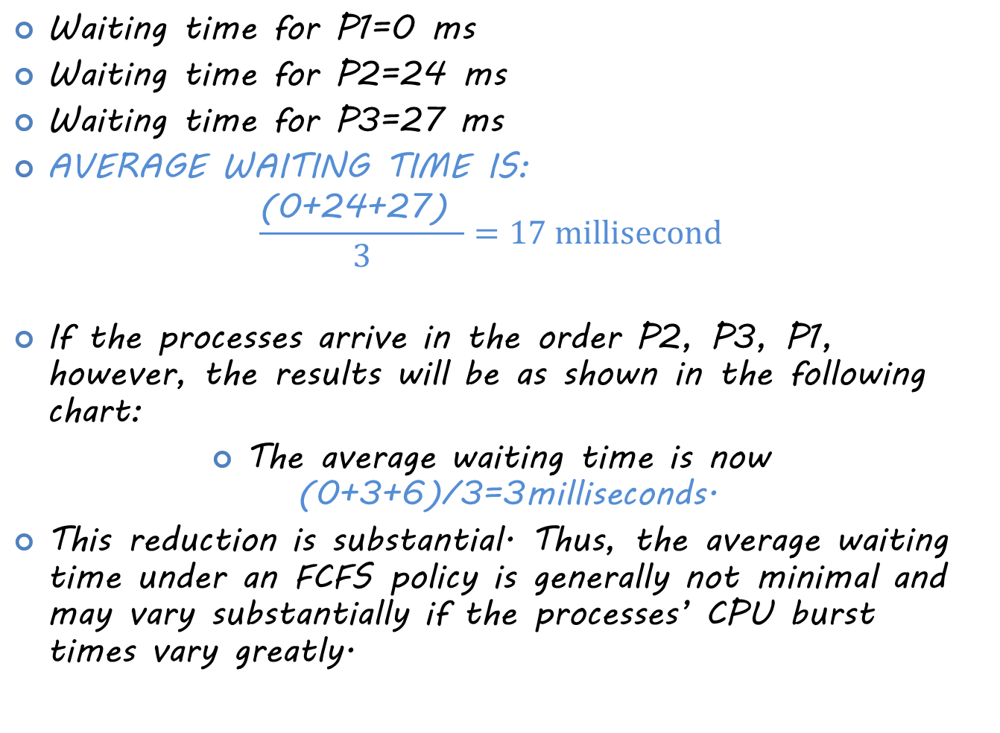 Waiting time for P1=0 ms
Waiting time for P2=24 ms
Waiting time for P3=27 ms
AVERAGE WAITING TIME IS:
(0+24+27)
3
= 17 millisecond
If the processes arrive in the order P2, P3, P1,
however, the results will be as shown in the following
chart:
The average waiting time is now
(0+3+6)/3=3milliseconds.
This reduction is substantial. Thus, the average waiting
time under an FCFS policy is generally not minimal and
may vary substantially if the processes’ CPU burst
times vary greatly.